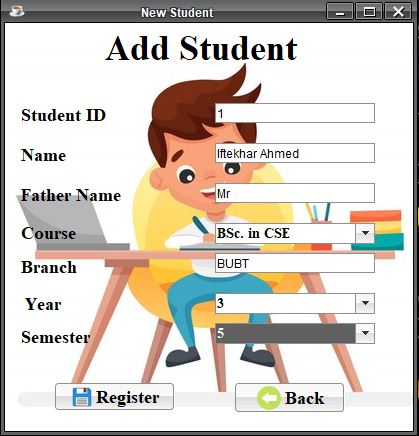 New Student
Add Student
Student ID 1
Name Iftekhar Ahmed
Father Name Mr
Course BSc. in CSE
Branch BUBT
Year 3
Semester 5
Register Back